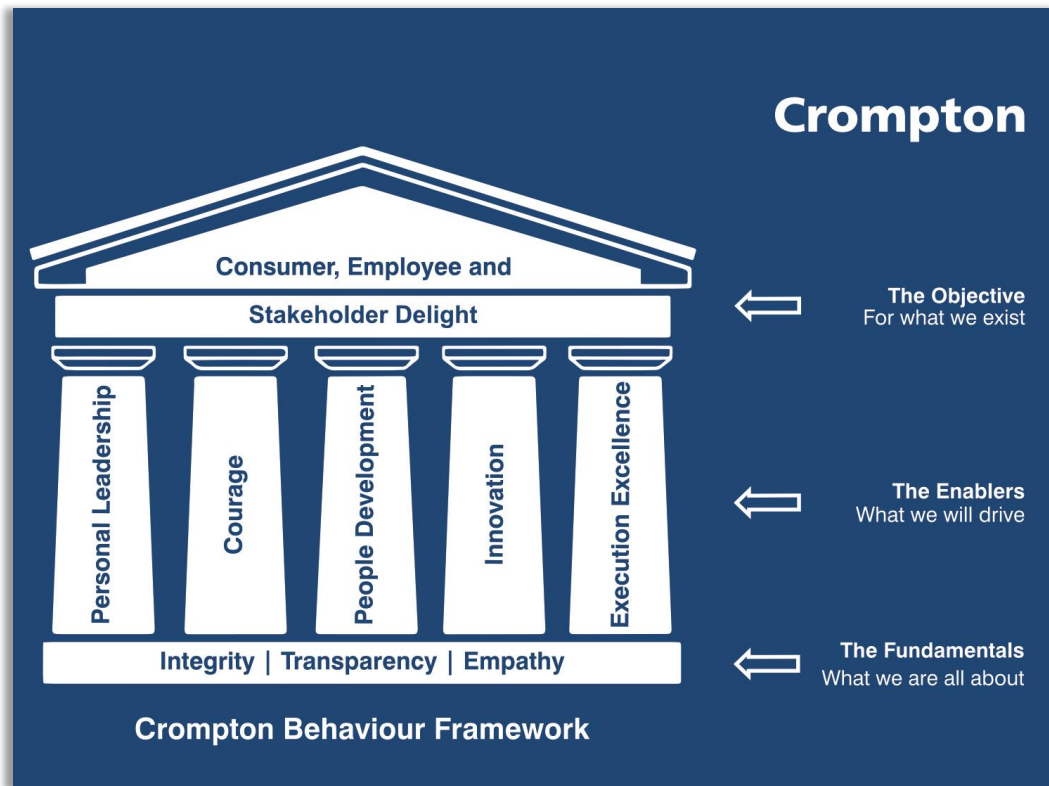 Crompton
Consumer, Employee and
Stakeholder Delight
The Objective
For what we exist
Personal Leadership
Courage
People Development
Innovation
Execution Excellence
The Enablers
What we will drive
Integrity | Transparency | Empathy
The Fundamentals
What we are all about
Crompton Behaviour Framework